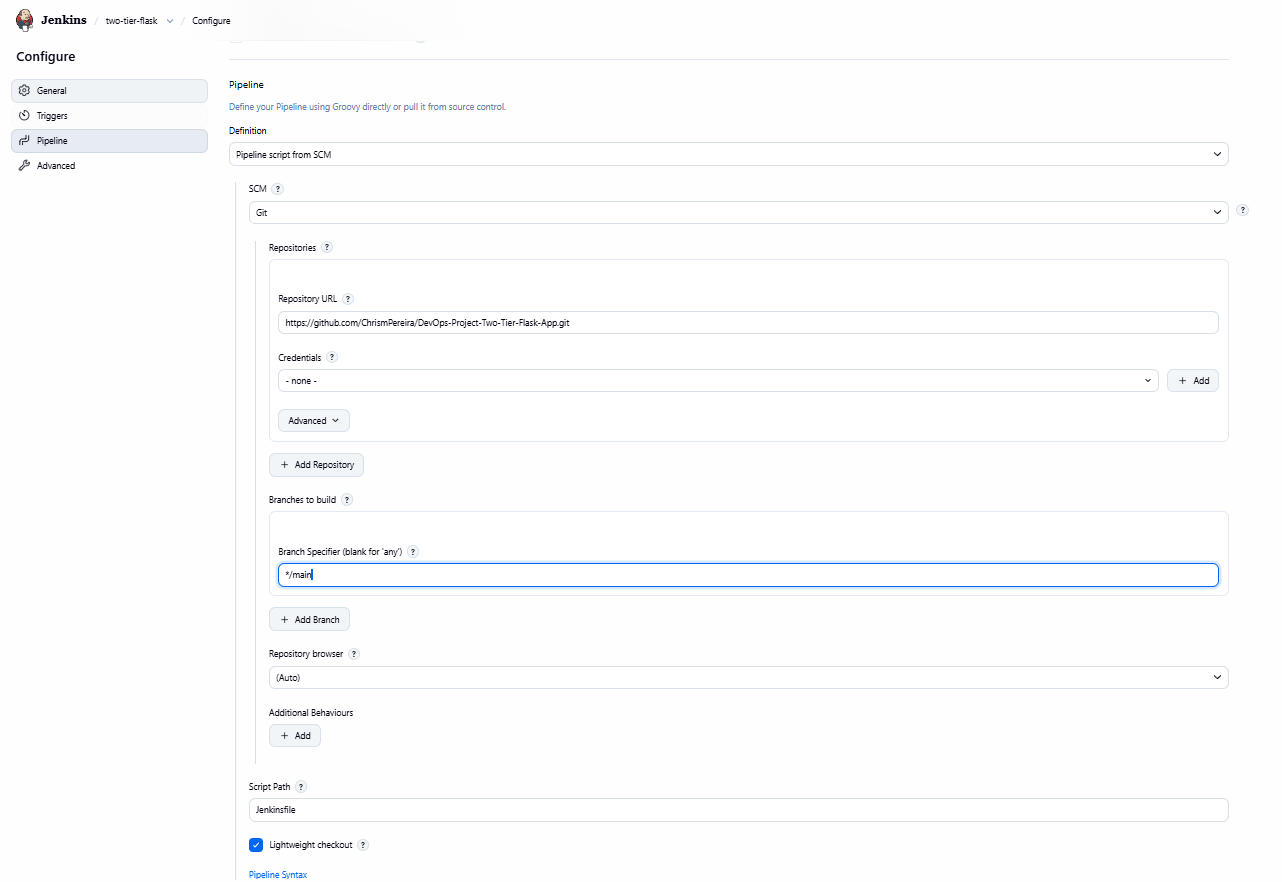 Jenkins / two-tier-flask / Configure
Configure
General
Triggers
Pipeline
Advanced
Pipeline
Define your Pipeline using Groovy directly or pull it from source control.
Definition
Pipeline script from SCM
SCM ?
Git
?
Repositories ?
Repository URL ?
https://github.com/ChrismPereira/DevOps-Project-Two-Tier-Flask-App.git
Credentials ?
- none -
+ Add
Advanced
+ Add Repository
Branches to build ?
Branch Specifier (blank for 'any') ?
*/main
+ Add Branch
Repository browser ?
(Auto)
Additional Behaviours
+ Add
Script Path ?
Jenkinsfile
Lightweight checkout ?
Pipeline Syntax